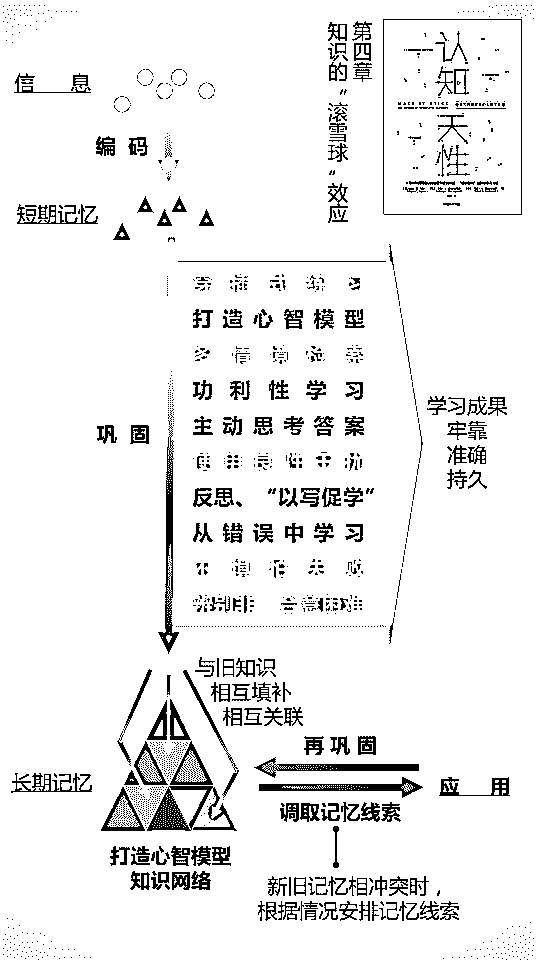 第四章
知识的“滚雪球”效应
认知天性
MAKE IT STICK
信 息
编 码
短期记忆
打造心智模型
功利性学习
主动思考答案
反思、“以写促学”
从错误中学习
巩 固
学习成果
牢靠
准确
持久
与旧知识
相互填补
相互关联
长期记忆
再巩固
应 用
调取记忆线索
打造心智模型
知识网络
新旧记忆相冲突时，
根据情况安排记忆线索